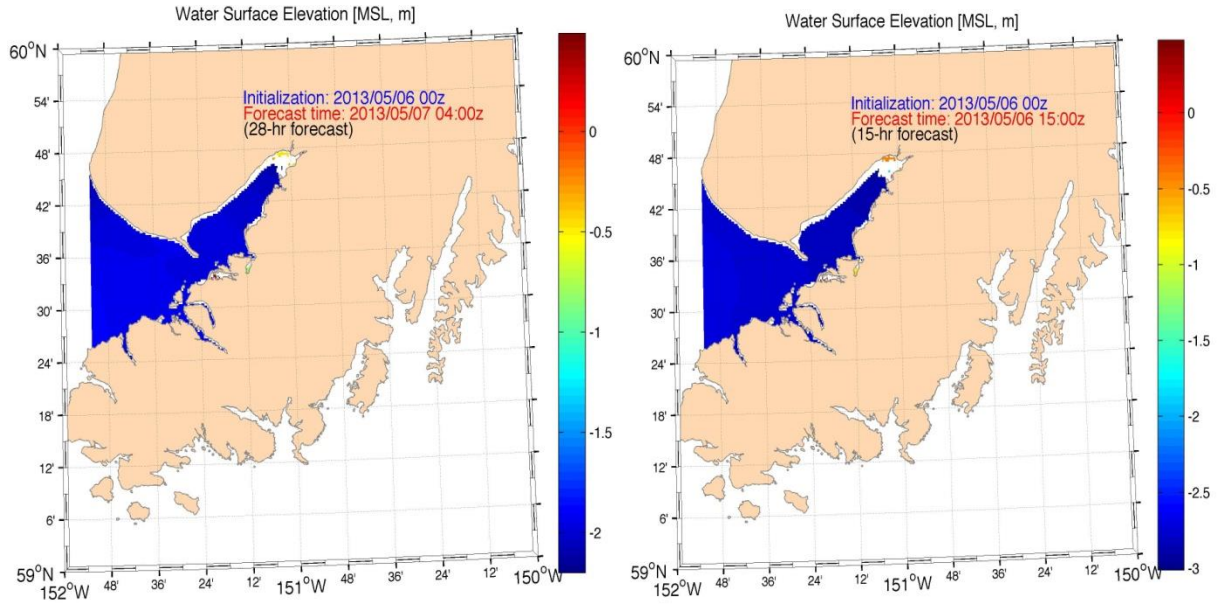 Water Surface Elevation [MSL, m]
60°N
54'
48'
42'
36'
30'
24'
18'
12'
6'
59°N
152°W
48'
36'
24'
12'
151°W
48'
36'
24'
12'
150°W
Initialization: 2013/05/06 00z
Forecast time: 2013/05/07 04:00z
(28-hr forecast)
0
-0.5
-1
-1.5
-2
Water Surface Elevation [MSL, m]
60°N
54'
48'
42'
36'
30'
24'
18'
12'
6'
59°N
152°W
48'
36'
24'
12'
151°W
48'
36'
24'
12'
150°W
Initialization: 2013/05/06 00z
Forecast time: 2013/05/06 15:00z
(15-hr forecast)
0
-0.5
-1
-1.5
-2
-2.5
-3